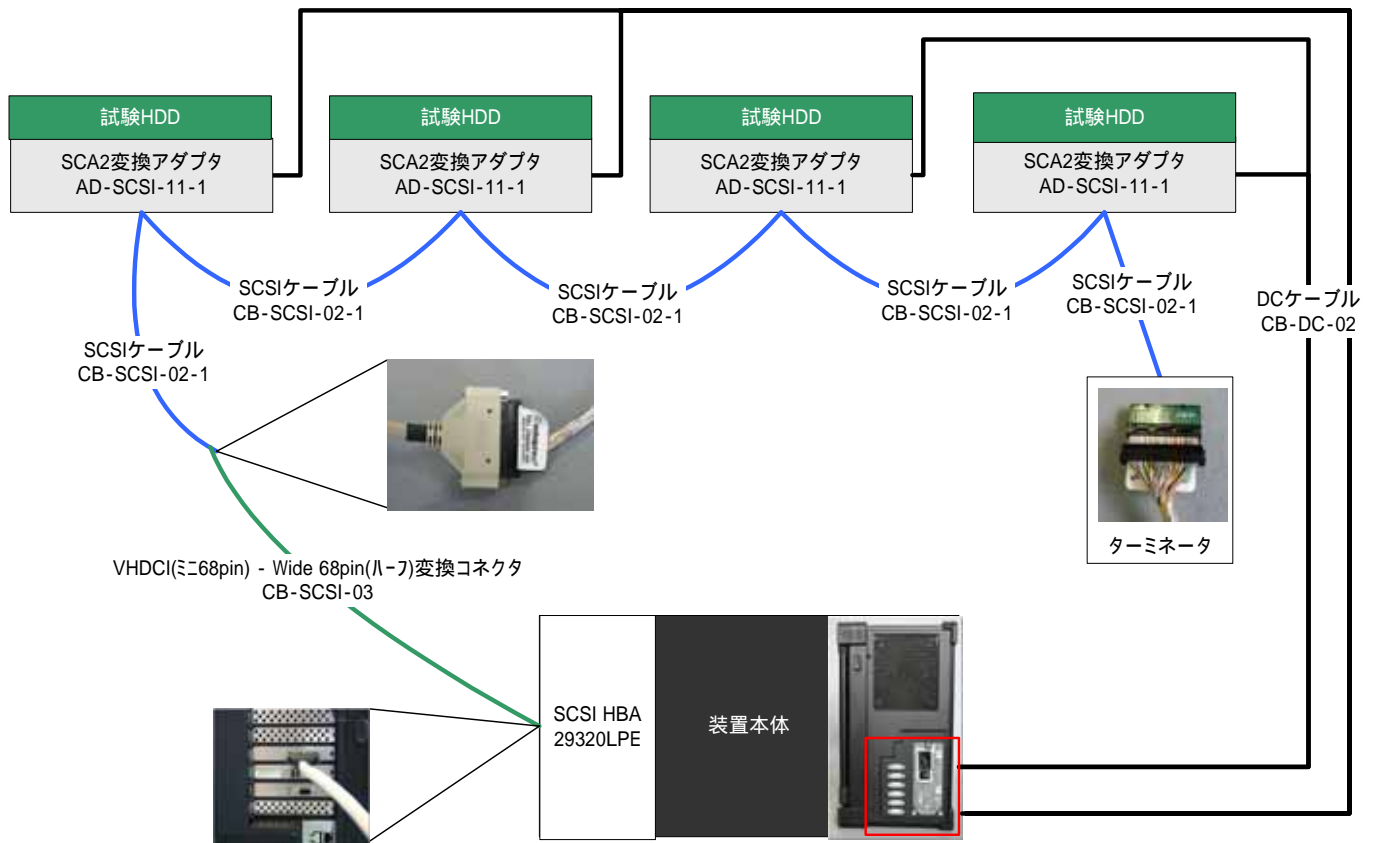 試験HDD
SCA2変換アダプタ
AD-SCSI-11-1
試験HDD
SCA2変換アダプタ
AD-SCSI-11-1
試験HDD
SCA2変換アダプタ
AD-SCSI-11-1
試験HDD
SCA2変換アダプタ
AD-SCSI-11-1
SCSIケーブル
CB-SCSI-02-1
SCSIケーブル
CB-SCSI-02-1
SCSIケーブル
CB-SCSI-02-1
SCSIケーブル
CB-SCSI-02-1
DCケーブル
CB-DC-02
SCSIケーブル
CB-SCSI-02-1
ターミネータ
VHDCI(ミニ68pin) - Wide 68pin(ハーフ)変換コネクタ
CB-SCSI-03
SCSI HBA
29320LPE
装置本体